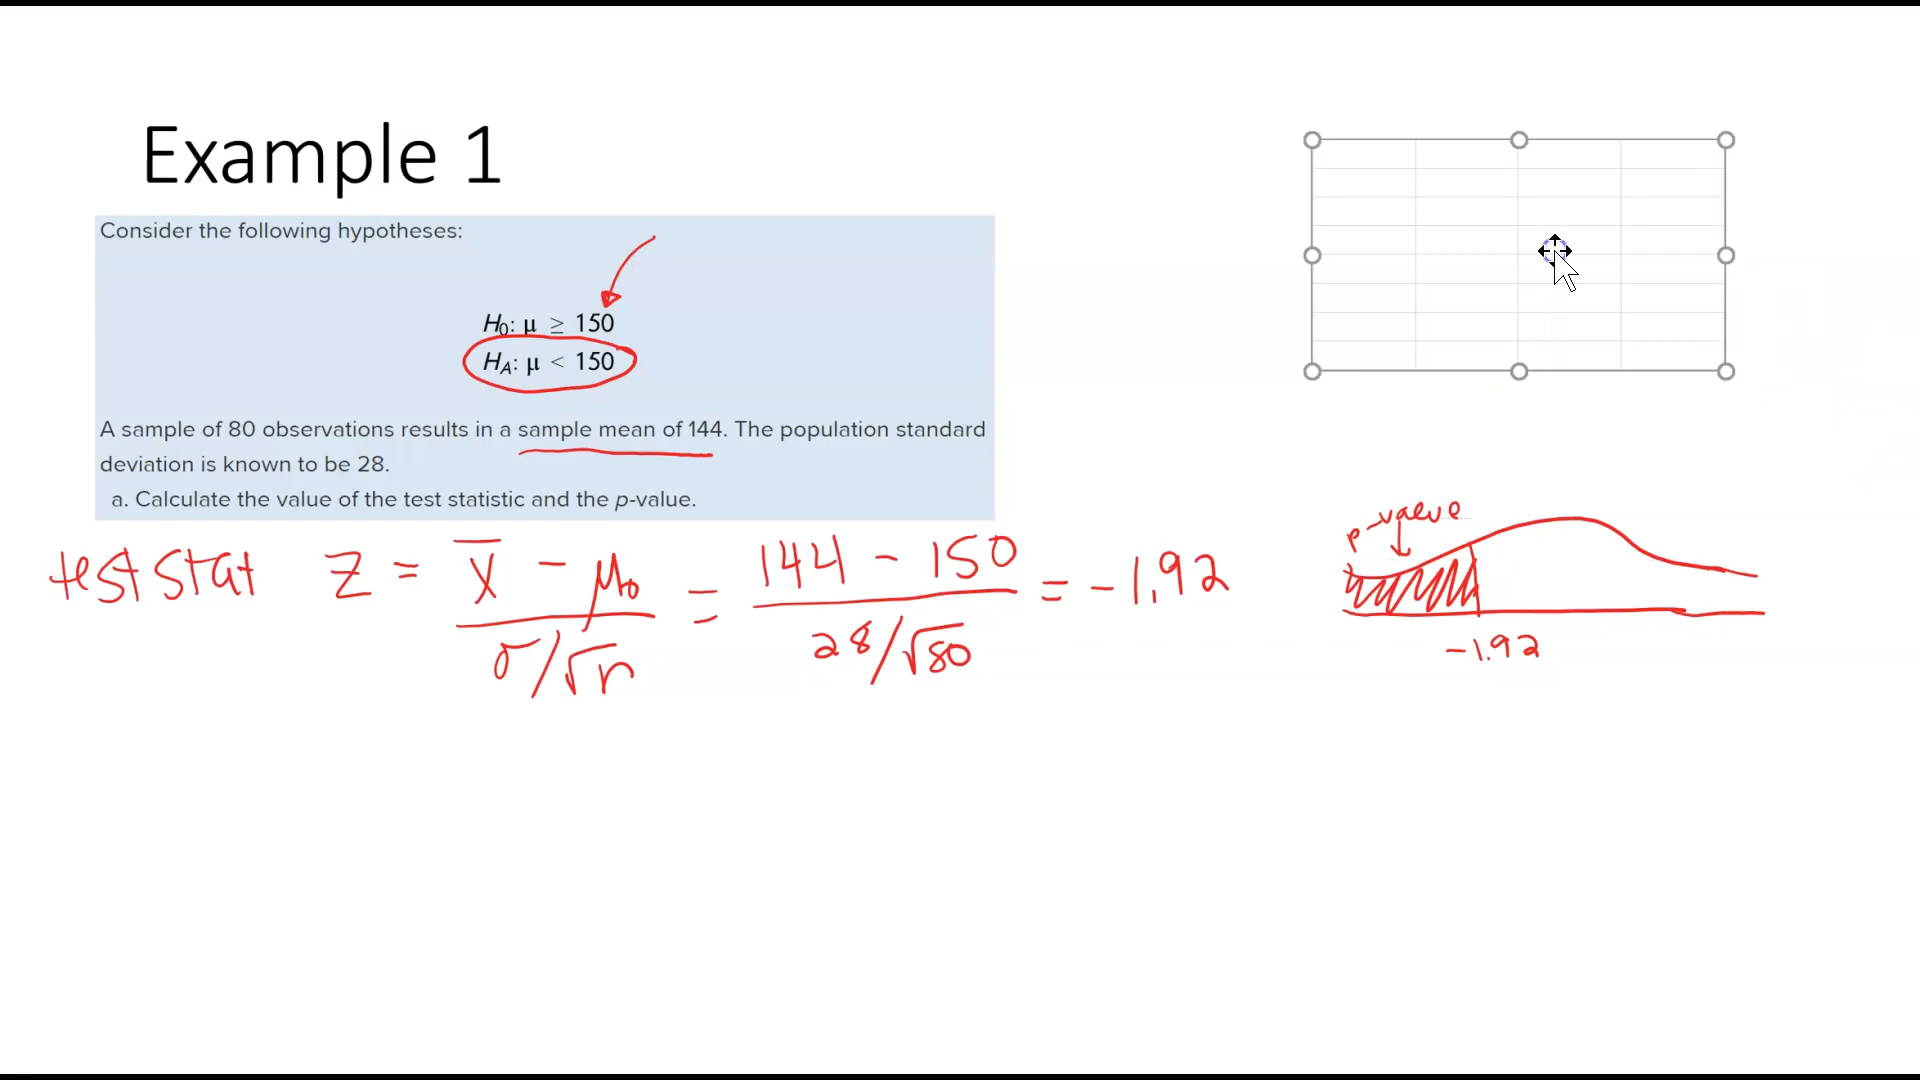 Example 1
Consider the following hypotheses:
H0: μ ≥ 150
HA: μ < 150
A sample of 80 observations results in a sample mean of 144. The population standard
deviation is known to be 28.
a. Calculate the value of the test statistic and the p-value.
test stat z = x̄ - μ0 / σ/√n = 144 - 150 / 28/√80 = -1.92
p-value
-1.92